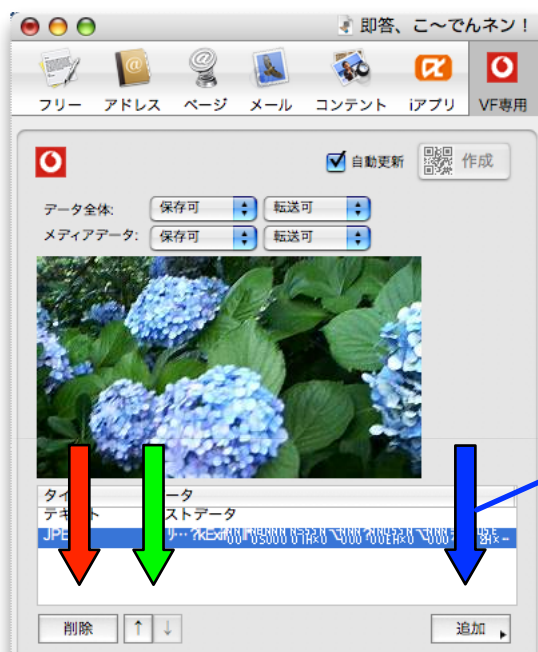 即答、こ〜でんネン！
フリー アドレス ページ メール コンテント iアプリ VF専用
自動更新 作成
データ全体: 保存可 転送可
メディアデータ: 保存可 転送可
タイ ータ
テキ ト ストデータ
JPE
削除 ↑ ↓ 追加